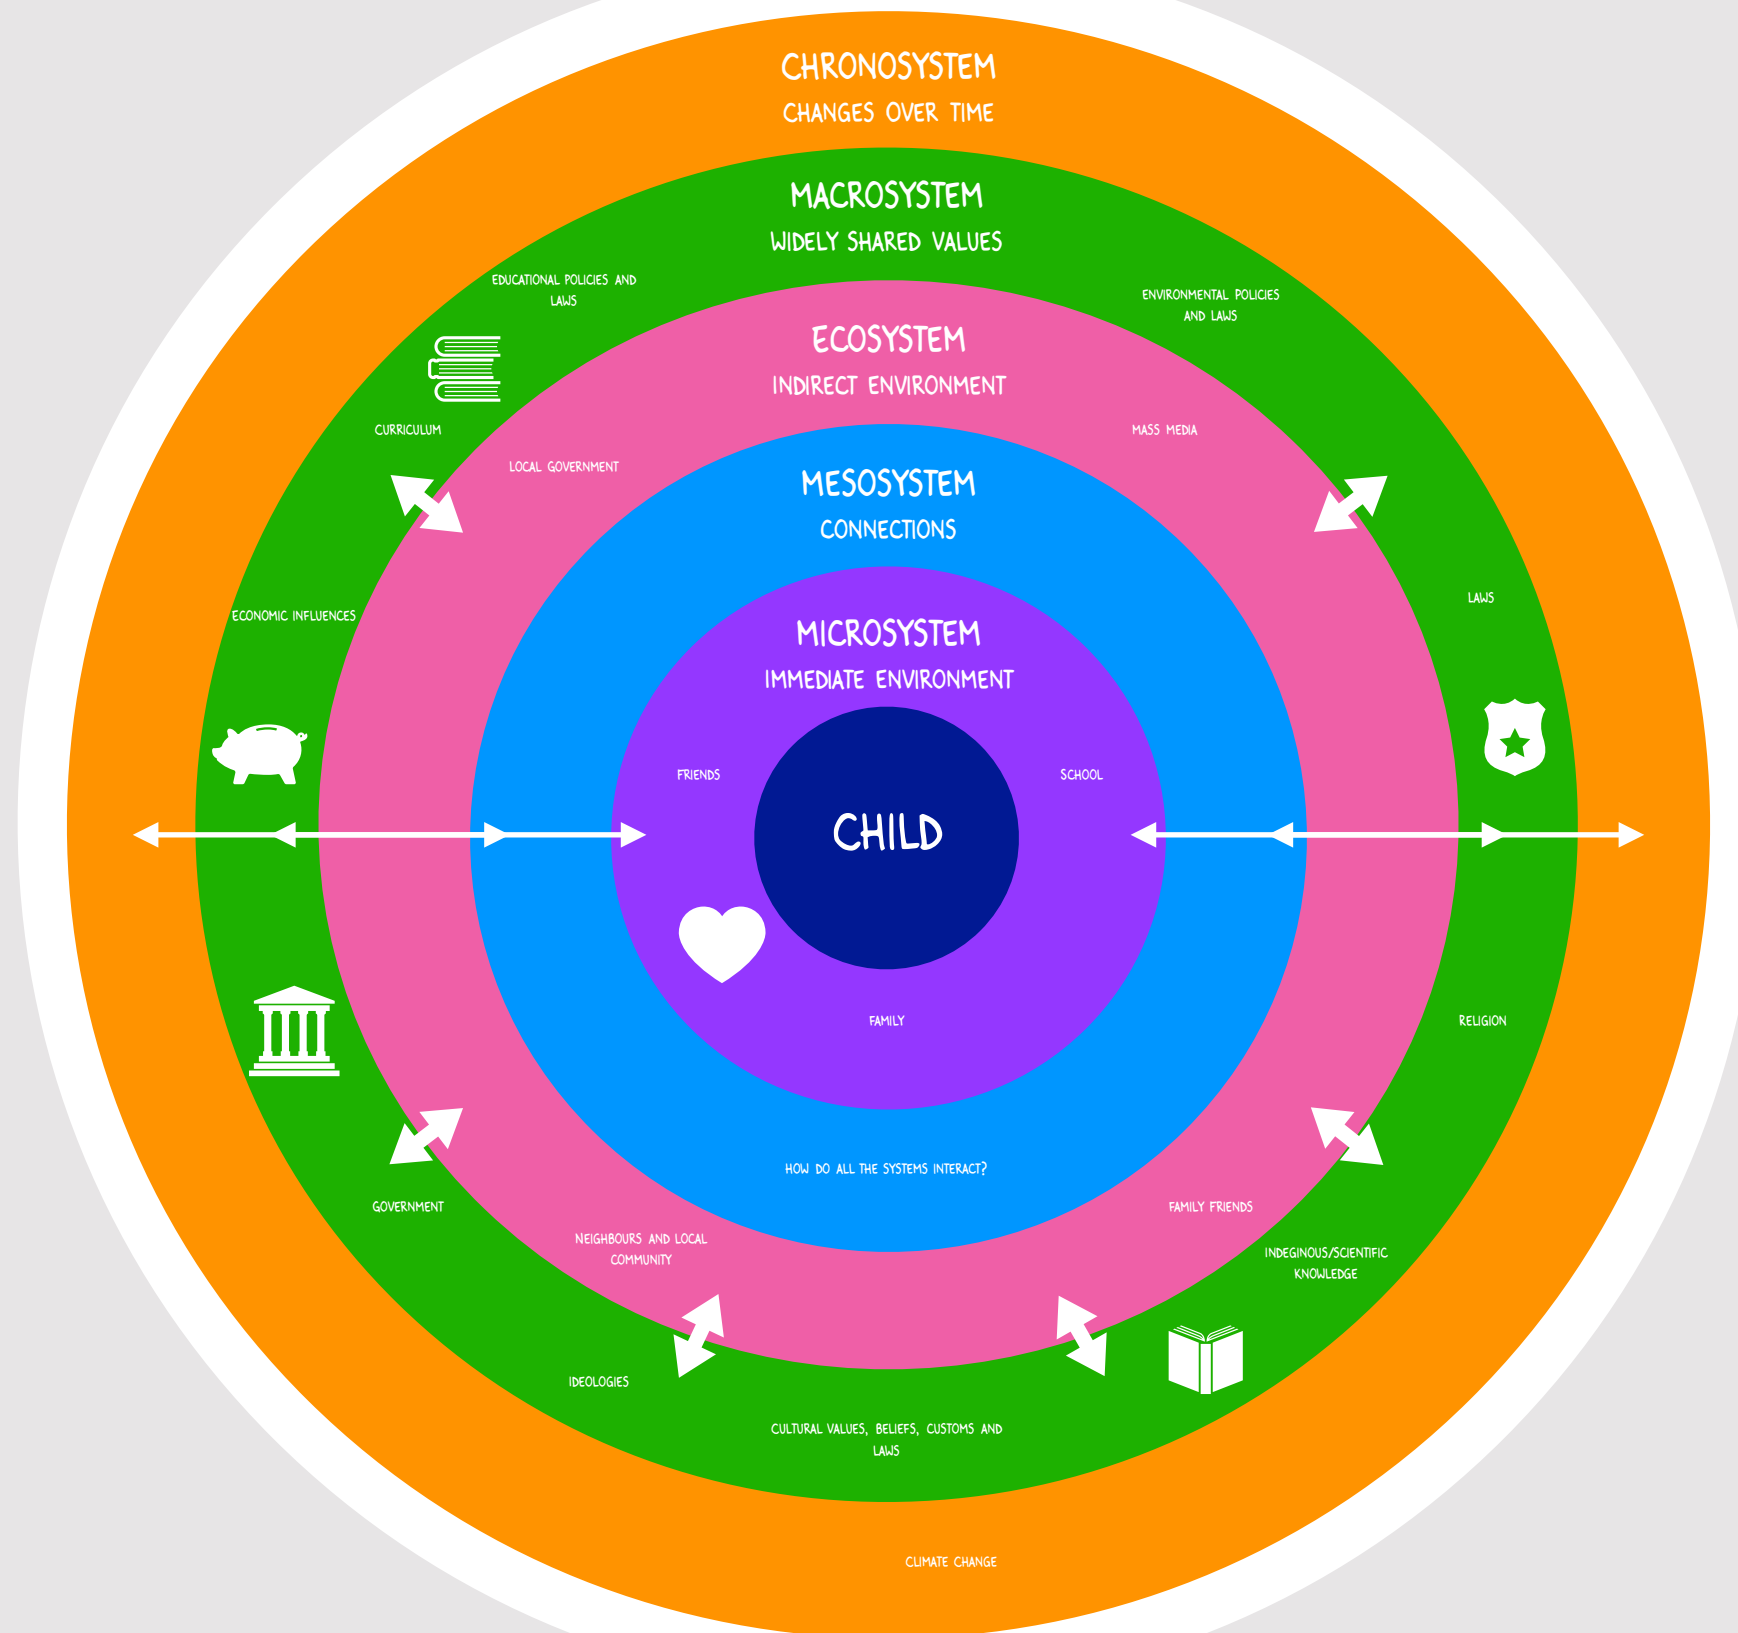 CHRONOSYSTEM
CHANGES OVER TIME
MACROSYSTEM
WIDELY SHARED VALUES
EDUCATIONAL POLICIES AND
LAWS
ENVIRONMENTAL POLICIES
AND LAWS
ECOSYSTEM
INDIRECT ENVIRONMENT
CURRICULUM
MASS MEDIA
LOCAL GOVERNMENT
MESOSYSTEM
CONNECTIONS
LAWS
ECONOMIC INFLUENCES
MICROSYSTEM
IMMEDIATE ENVIRONMENT
FRIENDS
SCHOOL
CHILD
FAMILY
RELIGION
HOW DO ALL THE SYSTEMS INTERACT?
GOVERNMENT
FAMILY FRIENDS
NEIGHBOURS AND LOCAL
COMMUNITY
INDEGINOUS/SCIENTIFIC
KNOWLEDGE
IDEOLOGIES
CULTURAL VALUES, BELIEFS, CUSTOMS AND
LAWS
CLIMATE CHANGE